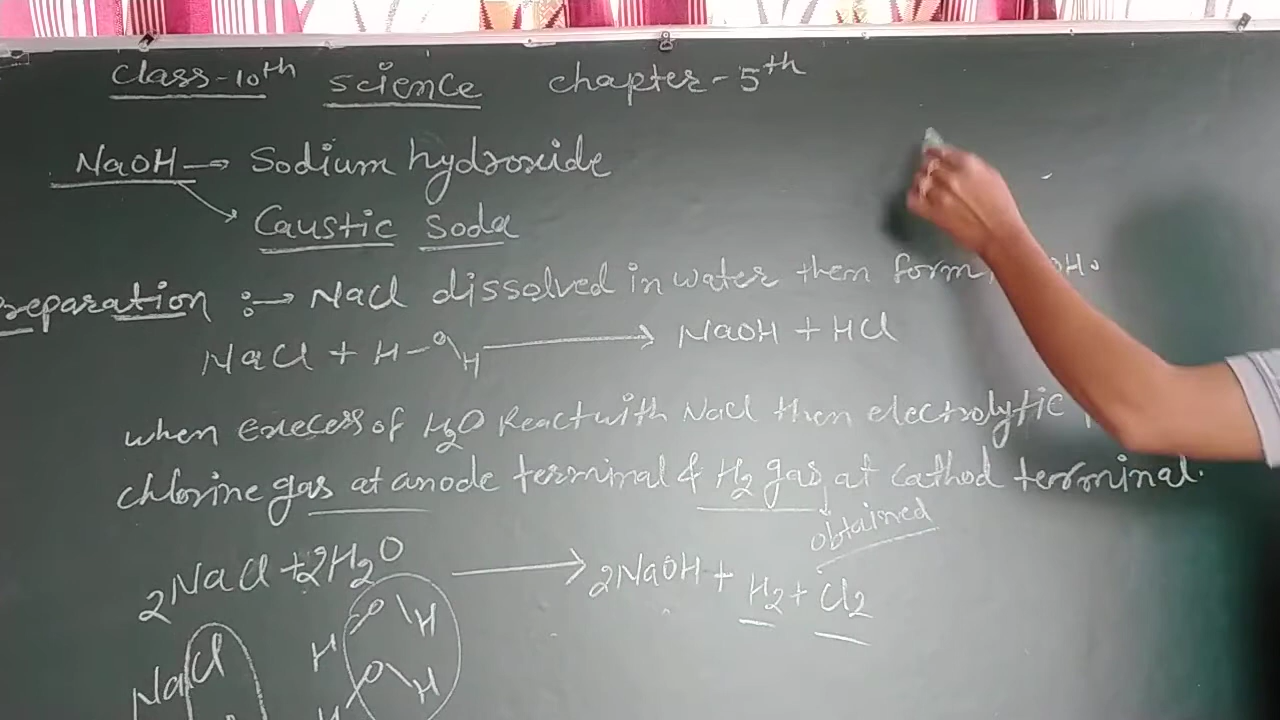 class-10th science chapter-5th
NaOH → Sodium hydroxide
Caustic Soda
Preparation :→ NaCl dissolved in water then form,
NaCl + H-O\H → NaOH + HCl
when execess of H2O React with NaCl then electrolytic
chlorine gas at anode terminal & H2 gas at cathod terminal.
obtained
2NaCl + 2H2O → 2NaOH + H2 + Cl2
O\H
NaCl H
O\H
H